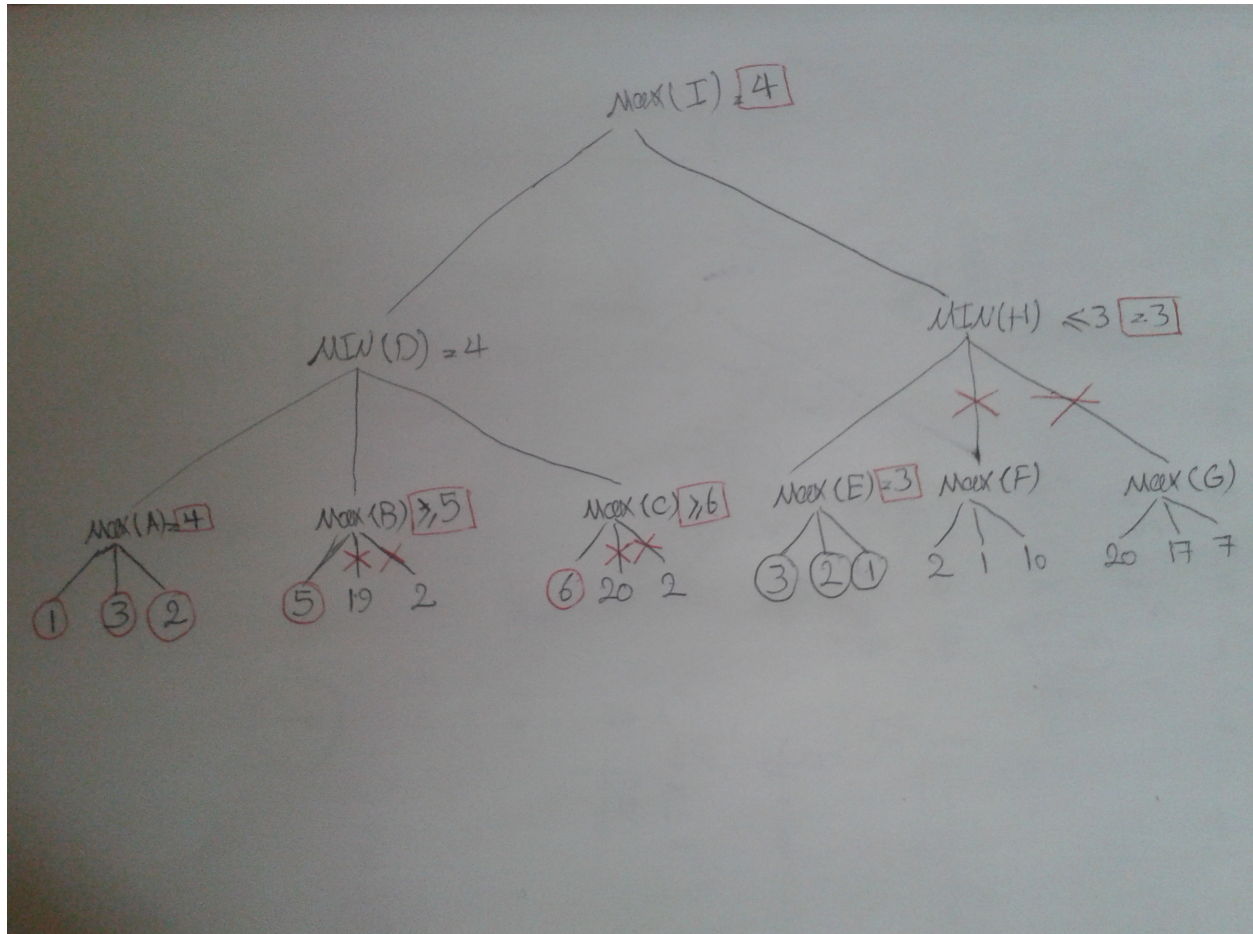 Max(I) = 4
MIN(D) = 4
MIN(H) ≤3 =3
Max(A)=4 Max(B) ≥5 Max(C) ≥6 Max(E)=3 Max(F) Max(G)
1 3 2 5 19 2 6 20 2 3 2 1 2 1 10 20 17 7